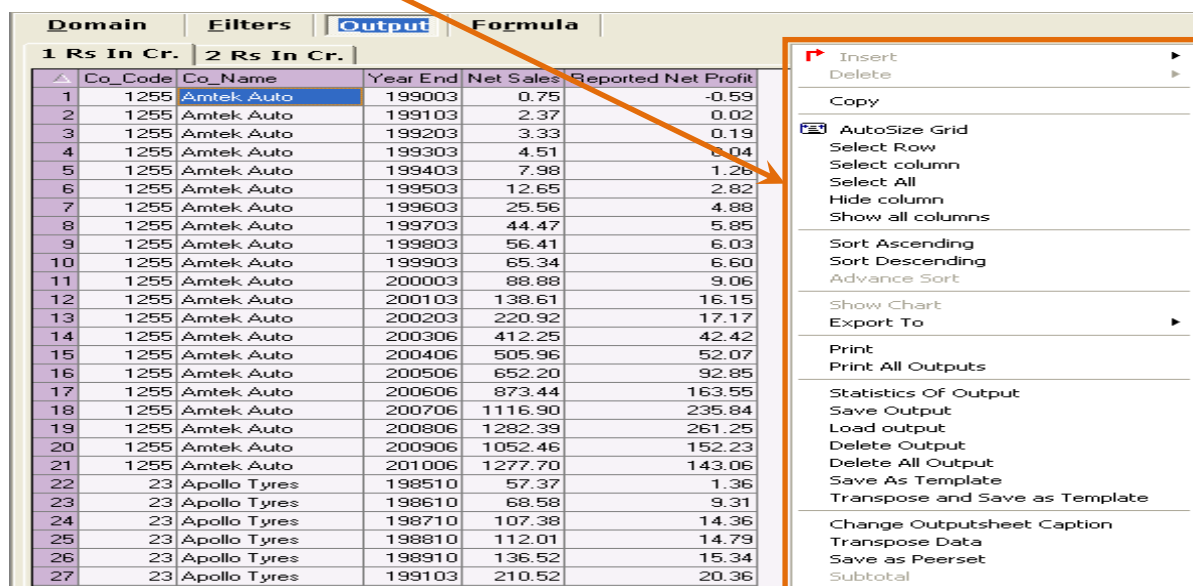 Domain Filters Output Formula
1 Rs In Cr. 2 Rs In Cr.
Co_Code Co_Name Year End Net Sales Reported Net Profit
1 1255 Amtek Auto 199003 0.75 -0.59
2 1255 Amtek Auto 199103 2.37 0.02
3 1255 Amtek Auto 199203 3.33 0.19
4 1255 Amtek Auto 199303 4.51 0.04
5 1255 Amtek Auto 199403 7.98 1.26
6 1255 Amtek Auto 199503 12.65 2.82
7 1255 Amtek Auto 199603 25.56 4.88
8 1255 Amtek Auto 199703 44.47 5.85
9 1255 Amtek Auto 199803 56.41 6.03
10 1255 Amtek Auto 199903 65.34 6.60
11 1255 Amtek Auto 200003 88.88 9.06
12 1255 Amtek Auto 200103 138.61 16.15
13 1255 Amtek Auto 200203 220.92 17.17
14 1255 Amtek Auto 200306 412.25 42.42
15 1255 Amtek Auto 200406 505.96 52.07
16 1255 Amtek Auto 200506 652.20 92.85
17 1255 Amtek Auto 200606 873.44 163.55
18 1255 Amtek Auto 200706 1116.90 235.84
19 1255 Amtek Auto 200806 1282.39 261.25
20 1255 Amtek Auto 200906 1052.46 152.23
21 1255 Amtek Auto 201006 1277.70 143.06
22 23 Apollo Tyres 198510 57.37 1.36
23 23 Apollo Tyres 198610 68.58 9.31
24 23 Apollo Tyres 198710 107.38 14.36
25 23 Apollo Tyres 198810 112.01 14.79
26 23 Apollo Tyres 198910 136.52 15.34
27 23 Apollo Tyres 199103 210.52 20.36
Insert
Delete
Copy
AutoSize Grid
Select Row
Select column
Select All
Hide column
Show all columns
Sort Ascending
Sort Descending
Advance Sort
Show Chart
Export To
Print
Print All Outputs
Statistics Of Output
Save Output
Load output
Delete Output
Delete All Output
Save As Template
Transpose and Save as Template
Change Outputsheet Caption
Transpose Data
Save as Peerset
Subtotal